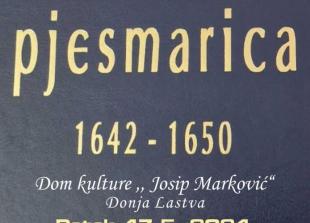 pjesmarica
1642 - 1650
Dom kulture ,, Josip Marković“
Donja Lastva